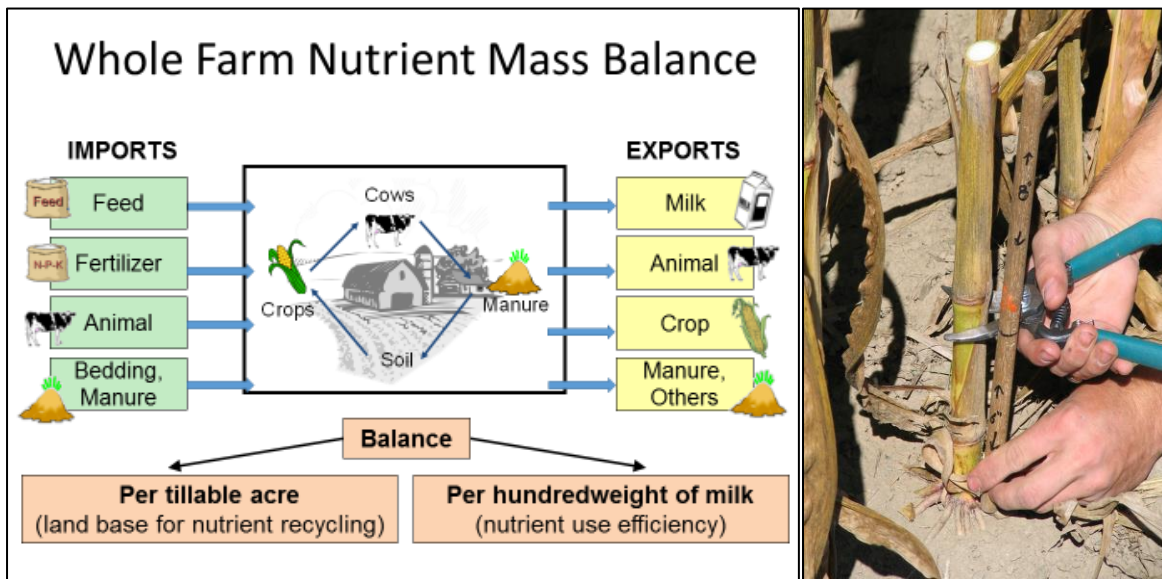 Whole Farm Nutrient Mass Balance
IMPORTS
Feed
Feed
N-P-K
Fertilizer
Animal
Bedding,
Manure
Cows
Crops
Manure
Soil
EXPORTS
Milk
Animal
Crop
Manure,
Others
Balance
Per tillable acre
(land base for nutrient recycling)
Per hundredweight of milk
(nutrient use efficiency)
8